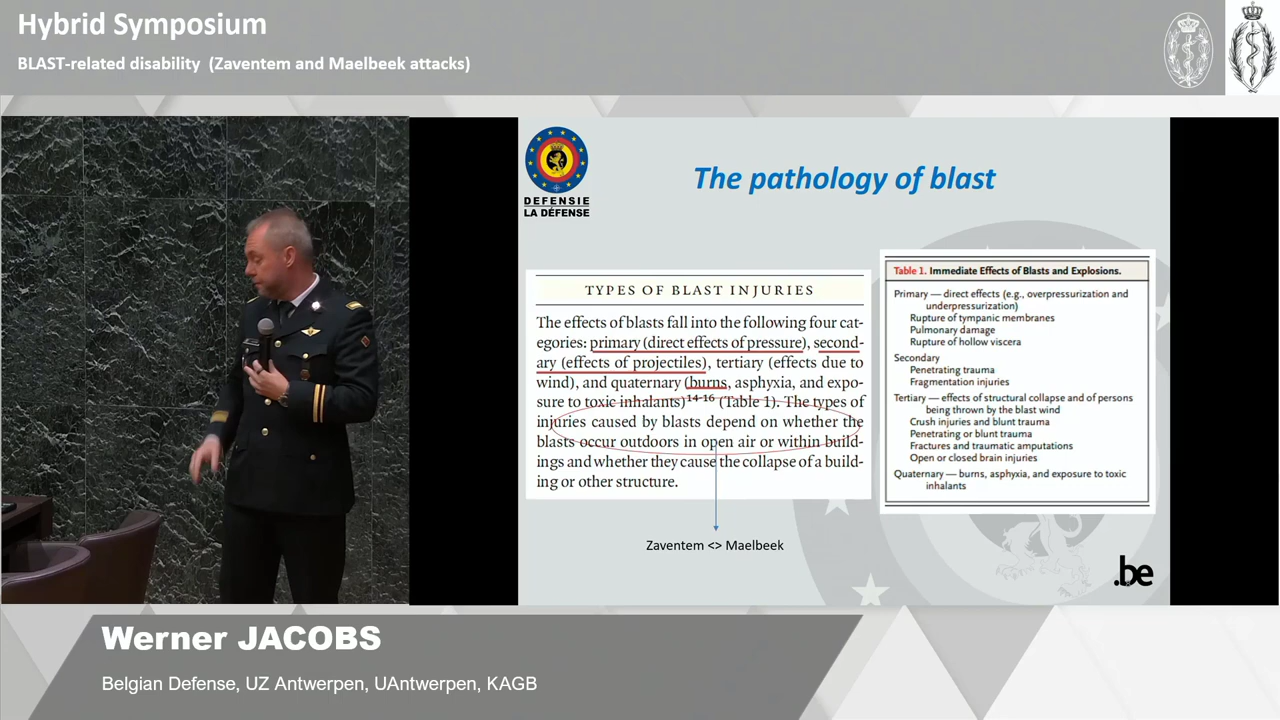 Hybrid Symposium
BLAST-related disability (Zaventem and Maelbeek attacks)
DEFENSIE
LA DÉFENSE
The pathology of blast
TYPES OF BLAST INJURIES
The effects of blasts fall into the following four cat-
egories: primary (direct effects of pressure), second-
ary (effects of projectiles), tertiary (effects due to
wind), and quaternary (burns, asphyxia, and expo-
sure to toxic inhalants)¹⁴⁻¹⁶ (Table 1). The types of
injuries caused by blasts depend on whether the
blasts occur outdoors in open air or within build-
ings and whether they cause the collapse of a build-
ing or other structure.
Zaventem <> Maelbeek
Table 1. Immediate Effects of Blasts and Explosions.
Primary — direct effects (e.g., overpressurization and
underpressurization)
Rupture of tympanic membranes
Pulmonary damage
Rupture of hollow viscera
Secondary
Penetrating trauma
Fragmentation injuries
Tertiary — effects of structural collapse and of persons
being thrown by the blast wind
Crush injuries and blunt trauma
Penetrating or blunt trauma
Fractures and traumatic amputations
Open or closed brain injuries
Quaternary — burns, asphyxia, and exposure to toxic
inhalants
.be
Werner JACOBS
Belgian Defense, UZ Antwerpen, UAntwerpen, KAGB